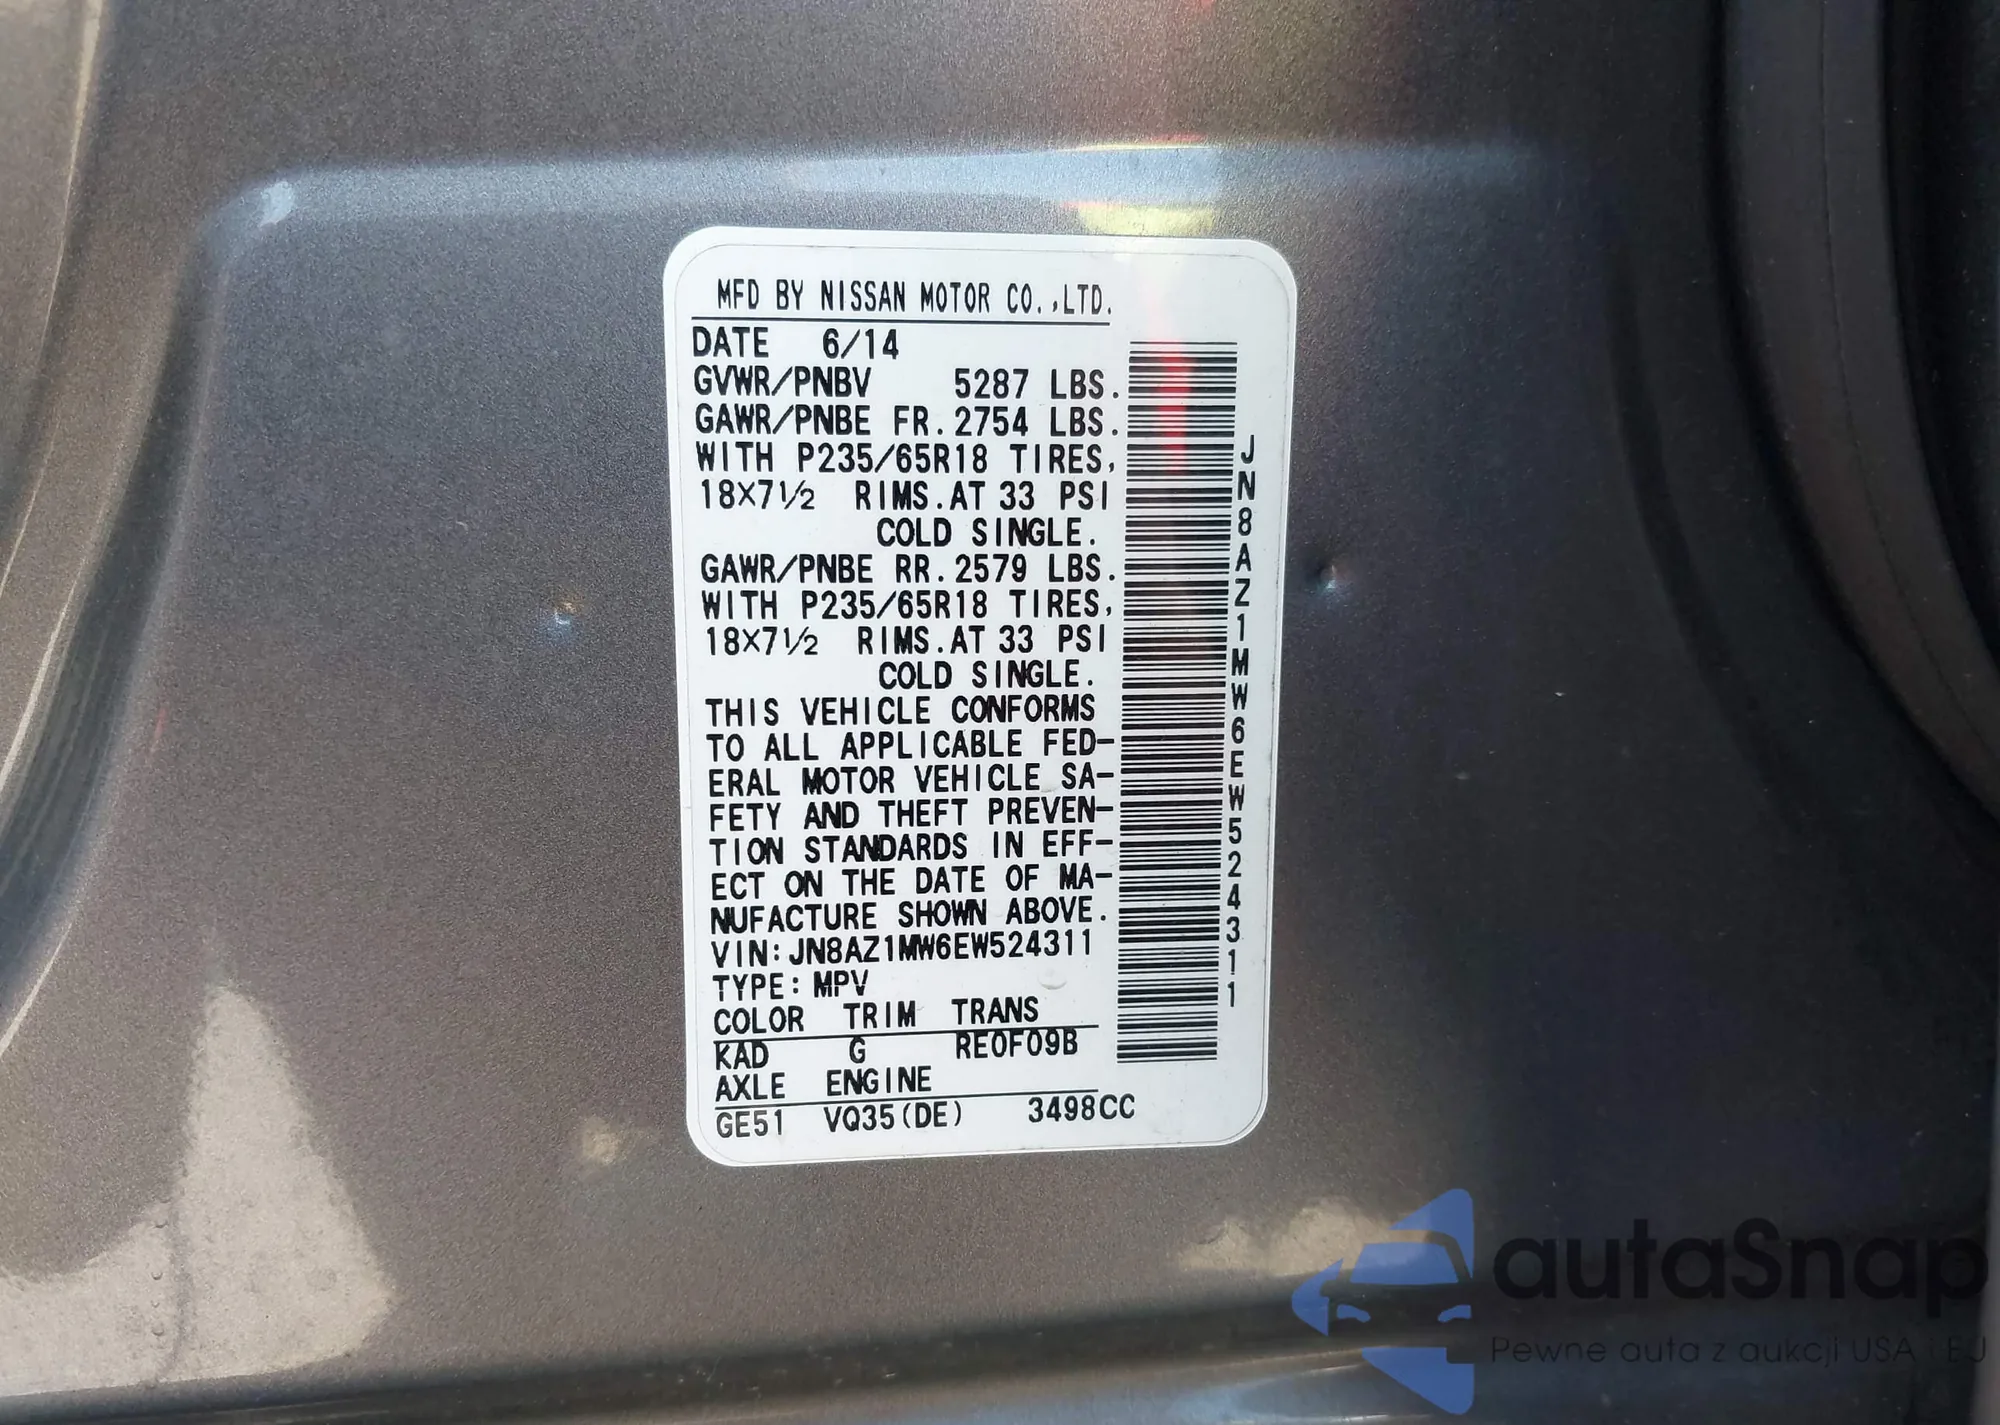 MFD BY NISSAN MOTOR CO.,LTD.
DATE 6/14
GVWR/PNBV 5287 LBS.
GAWR/PNBE FR. 2754 LBS.
WITH P235/65R18 TIRES,
18X7½ RIMS. AT 33 PSI
COLD SINGLE.
GAWR/PNBE RR. 2579 LBS.
WITH P235/65R18 TIRES,
18X7½ RIMS. AT 33 PSI
COLD SINGLE.
THIS VEHICLE CONFORMS
TO ALL APPLICABLE FED-
ERAL MOTOR VEHICLE SA-
FETY AND THEFT PREVEN-
TION STANDARDS IN EFF-
ECT ON THE DATE OF MA-
NUFACTURE SHOWN ABOVE.
VIN: JN8AZ1MW6EW524311
TYPE: MPV
COLOR TRIM TRANS
KAD G RE0F09B
AXLE ENGINE
GE51 VQ35(DE) 3498CC
JN8AZ1MW6EW524311
autaSnap
Pewne auta z aukcji USA i EU